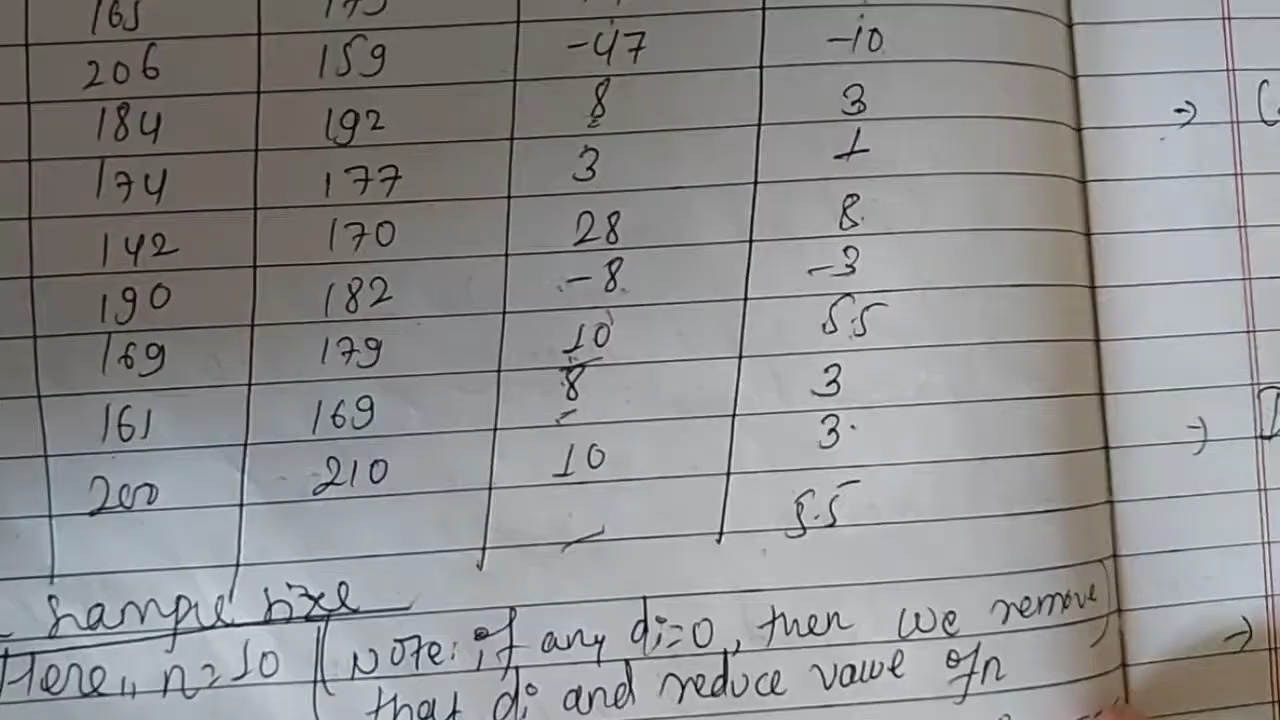 165 175
206 159 -47 -10
184 192 8 3
174 177 3 1
142 170 28 8
190 182 -8 -3
169 179 10 5.5
161 169 8 3
3
200 210 10
5.5
sample size
Here, n=10 (Note: if any di=0, then we remove
that di and reduce value of n